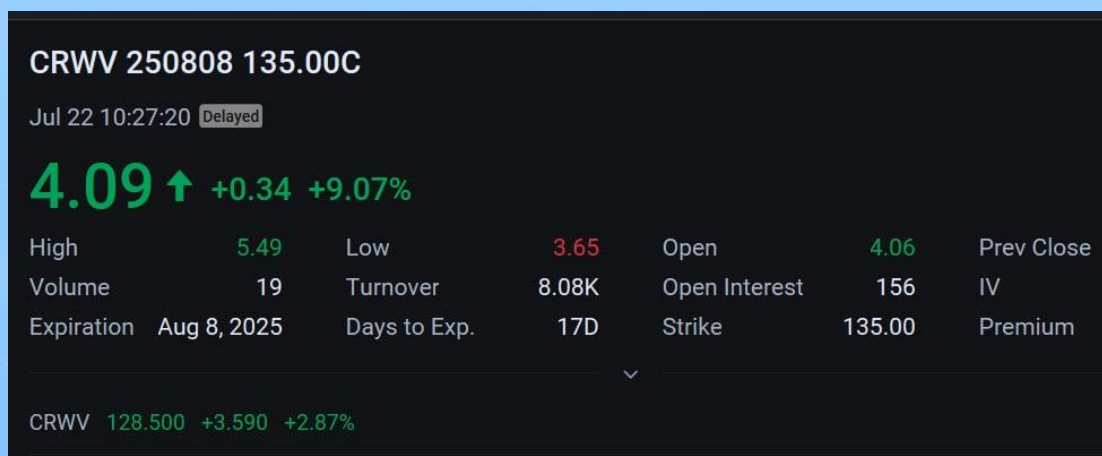 CRWV 250808 135.00C
Jul 22 10:27:20 Delayed
4.09 +0.34 +9.07%
High 5.49 Low 3.65 Open 4.06 Prev Close
Volume 19 Turnover 8.08K Open Interest 156 IV
Expiration Aug 8, 2025 Days to Exp. 17D Strike 135.00 Premium
CRWV 128.500 +3.590 +2.87%